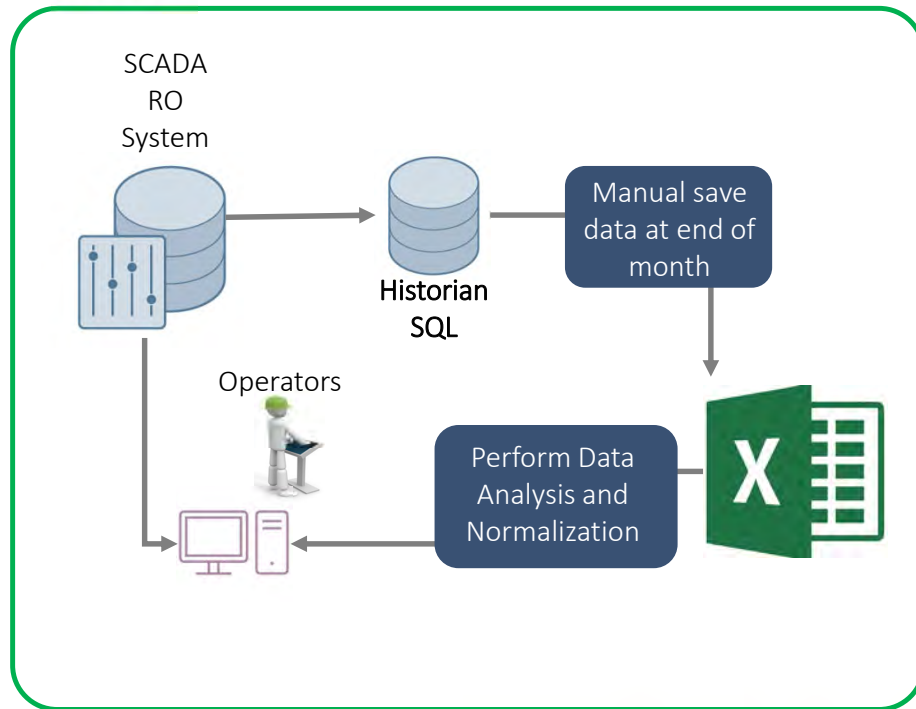 SCADA
RO
System
Historian
SQL
Manual save
data at end of
month
Operators
Perform Data
Analysis and
Normalization
X